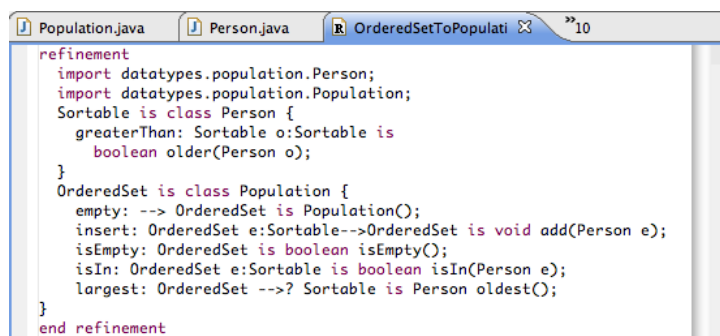 Population.java Person.java OrderedSetToPopulati »10
refinement
import datatypes.population.Person;
import datatypes.population.Population;
Sortable is class Person {
greaterThan: Sortable o:Sortable is
boolean older(Person o);
}
OrderedSet is class Population {
empty: --> OrderedSet is Population();
insert: OrderedSet e:Sortable-->OrderedSet is void add(Person e);
isEmpty: OrderedSet is boolean isEmpty();
isIn: OrderedSet e:Sortable is boolean isIn(Person e);
largest: OrderedSet -->? Sortable is Person oldest();
}
end refinement